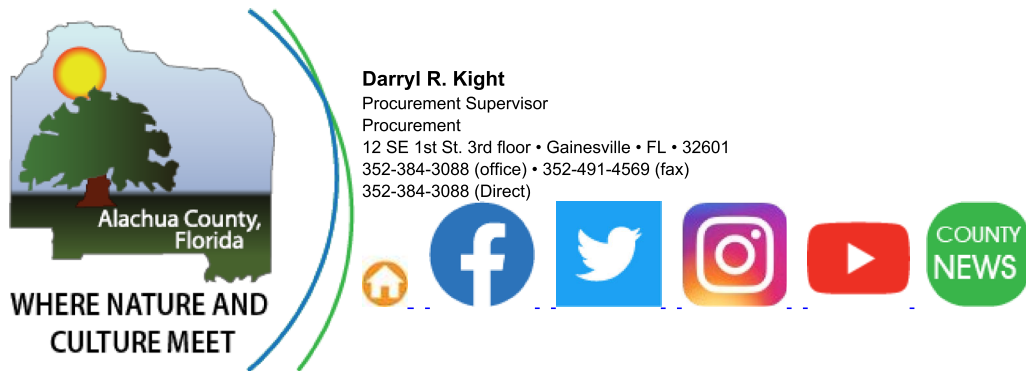 Alachua County,
Florida
WHERE NATURE AND
CULTURE MEET
Darryl R. Kight
Procurement Supervisor
Procurement
12 SE 1st St. 3rd floor • Gainesville • FL • 32601
352-384-3088 (office) • 352-491-4569 (fax)
352-384-3088 (Direct)
COUNTY
NEWS